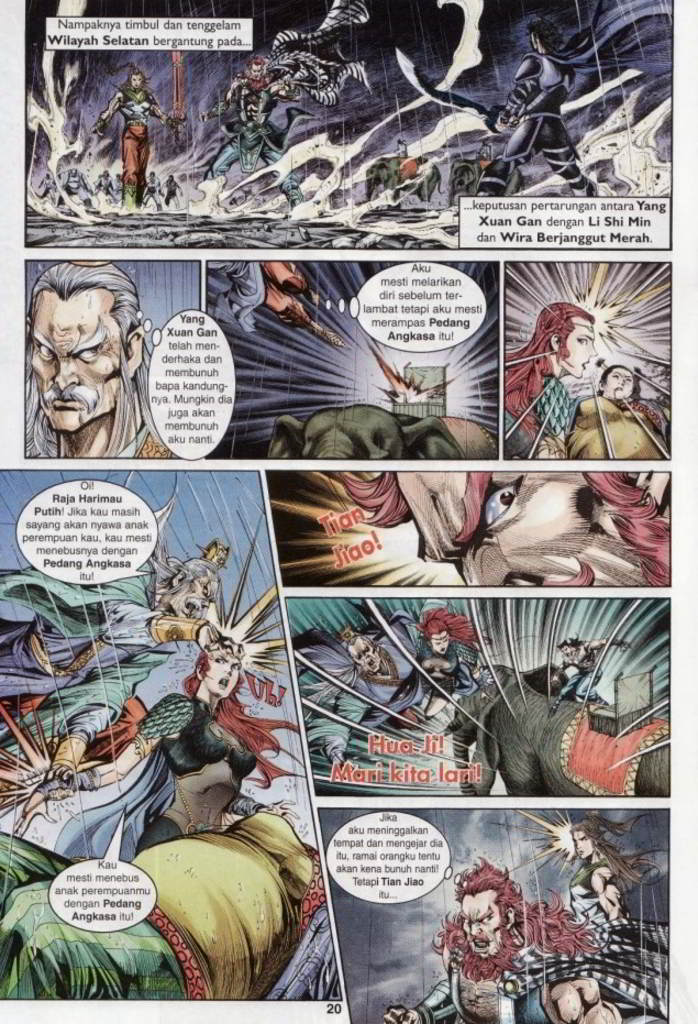 Nampaknya timbul dan tenggelam
Wilayah Selatan bergantung pada...
...keputusan pertarungan antara Yang
Xuan Gan dengan Li Shi Min
dan Wira Berjanggut Merah.
Yang
Xuan Gan
telah men-
derhaka dan
membunuh
bapa kandung-
nya. Mungkin dia
juga akan
membunuh
aku nanti.
Aku
mesti melarikan
diri sebelum ter-
lambat tetapi aku mesti
merampas Pedang
Angkasa itu!
Oi!
Raja Harimau
Putih! Jika kau masih
sayang akan nyawa anak
perempuan kau, kau mesti
menebusnya dengan
Pedang Angkasa
itu!
Uh!
Kau
mesti menebus
anak perempuanmu
dengan Pedang
Angkasa itu!
Tian
Jiao!
Hua Ji!
Mari kita lari!
Jika
aku meninggalkan
tempat dan mengejar dia
itu, ramai orangku tentu
akan kena bunuh nanti!
Tetapi Tian Jiao
itu...
20